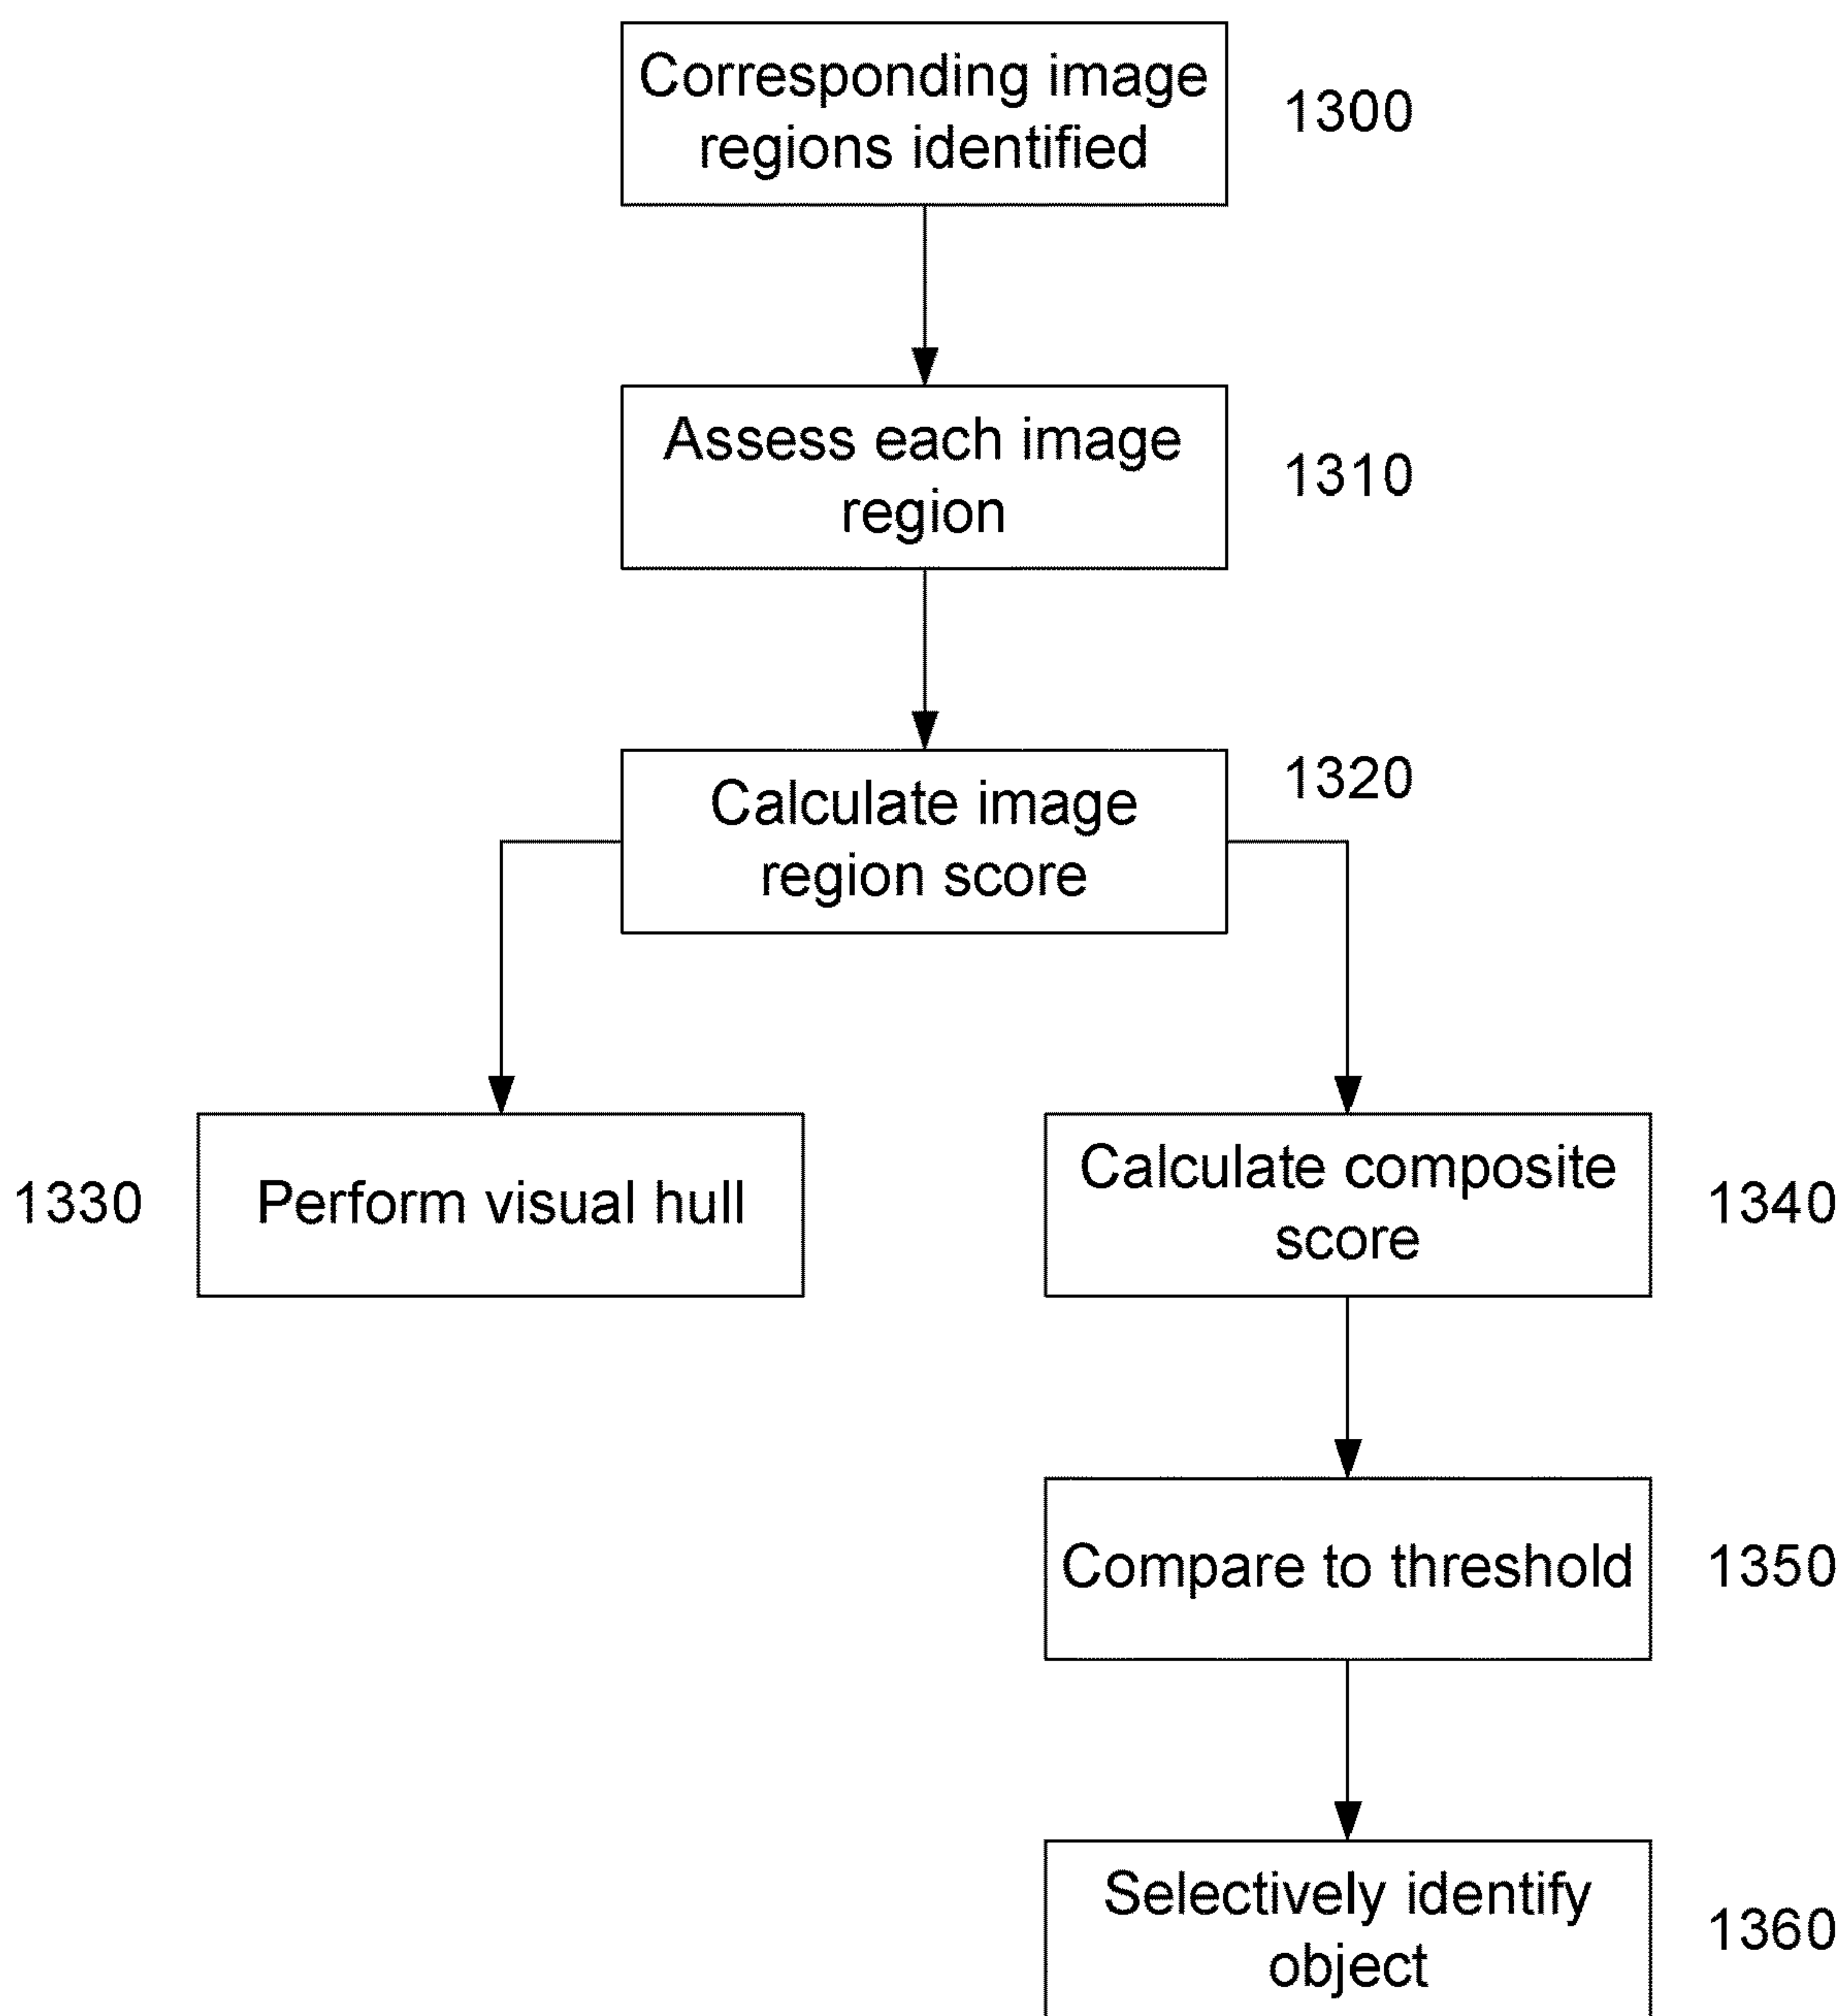 Corresponding image
regions identified
1300
Assess each image
region
1310
Calculate image
region score
1320
1330
Perform visual hull
Calculate composite
score
1340
Compare to threshold
1350
Selectively identify
object
1360